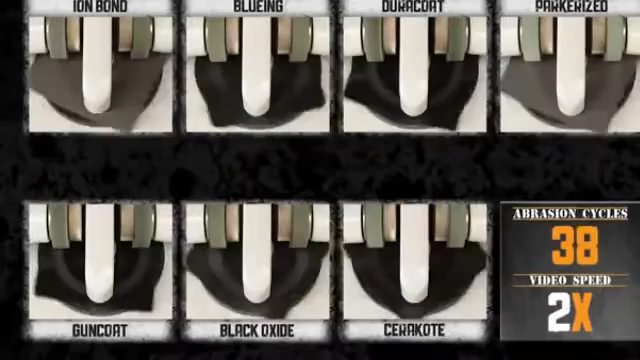 ION BOND
BLUEING
DURACOAT
PARKERIZED
ABRASION CYCLES
38
VIDEO SPEED
2X
GUNCOAT
BLACK OXIDE
CERAKOTE